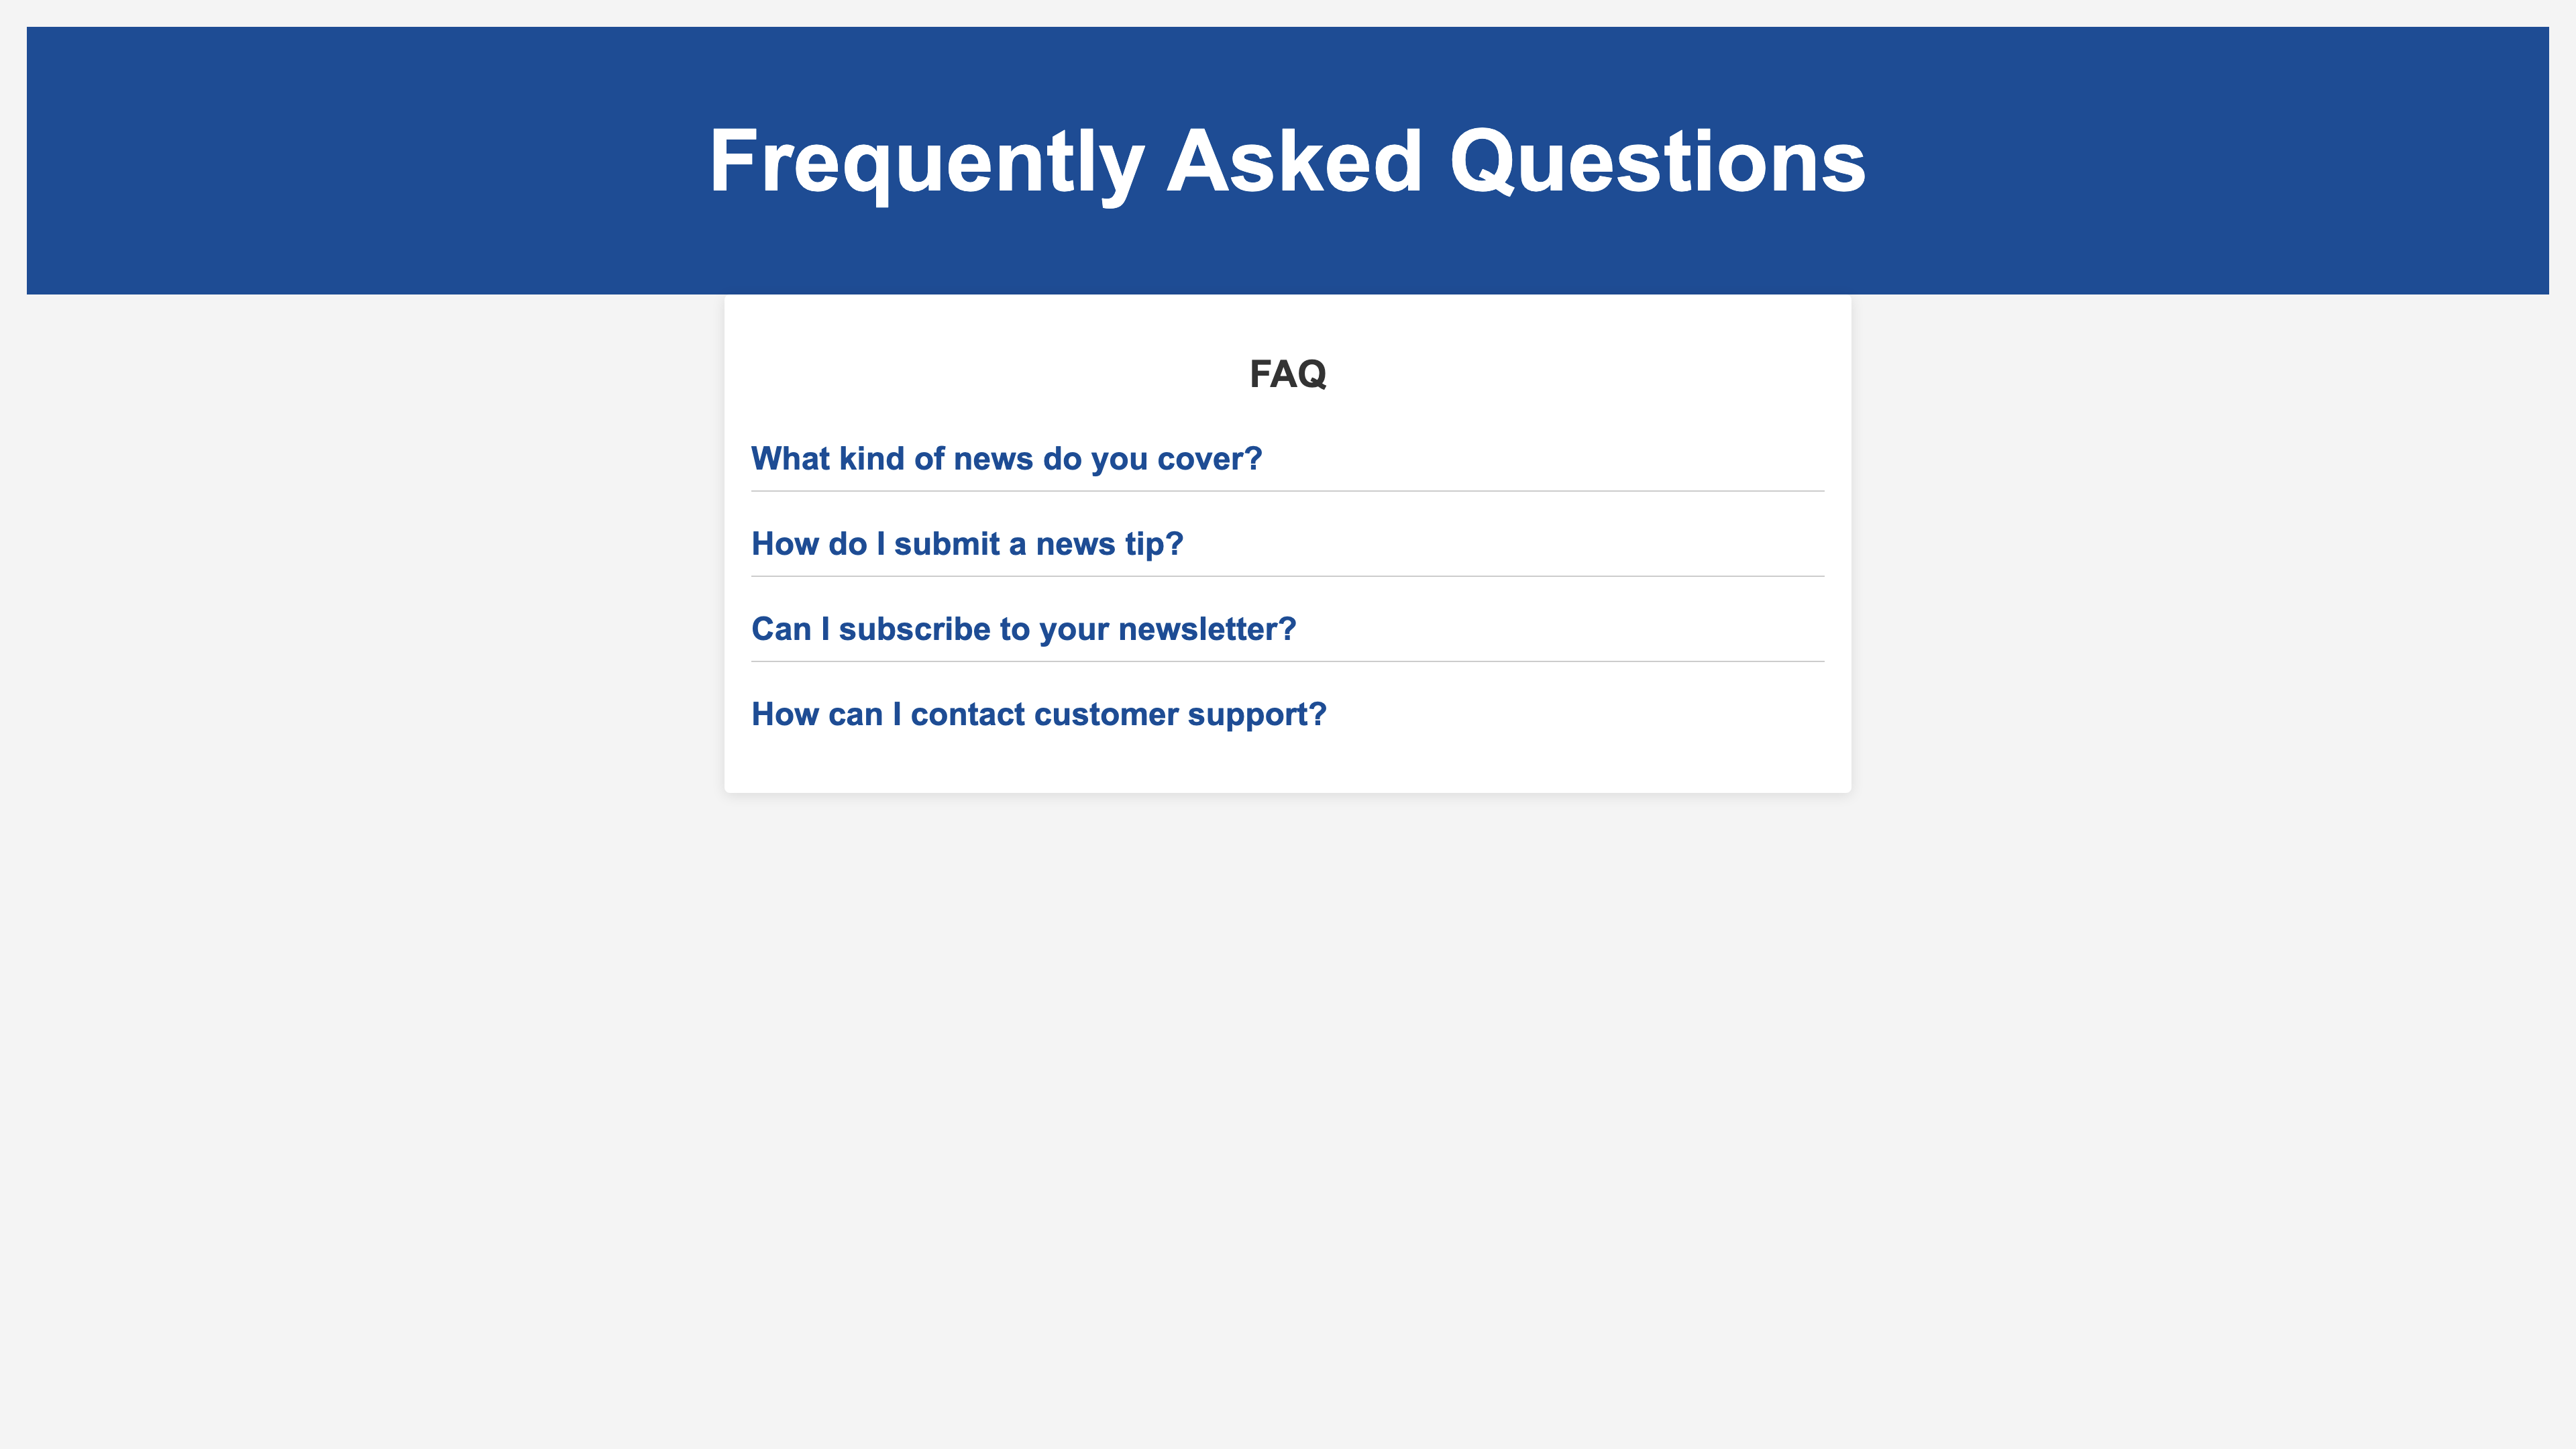 Frequently Asked Questions
FAQ
What kind of news do you cover?
How do I submit a news tip?
Can I subscribe to your newsletter?
How can I contact customer support?